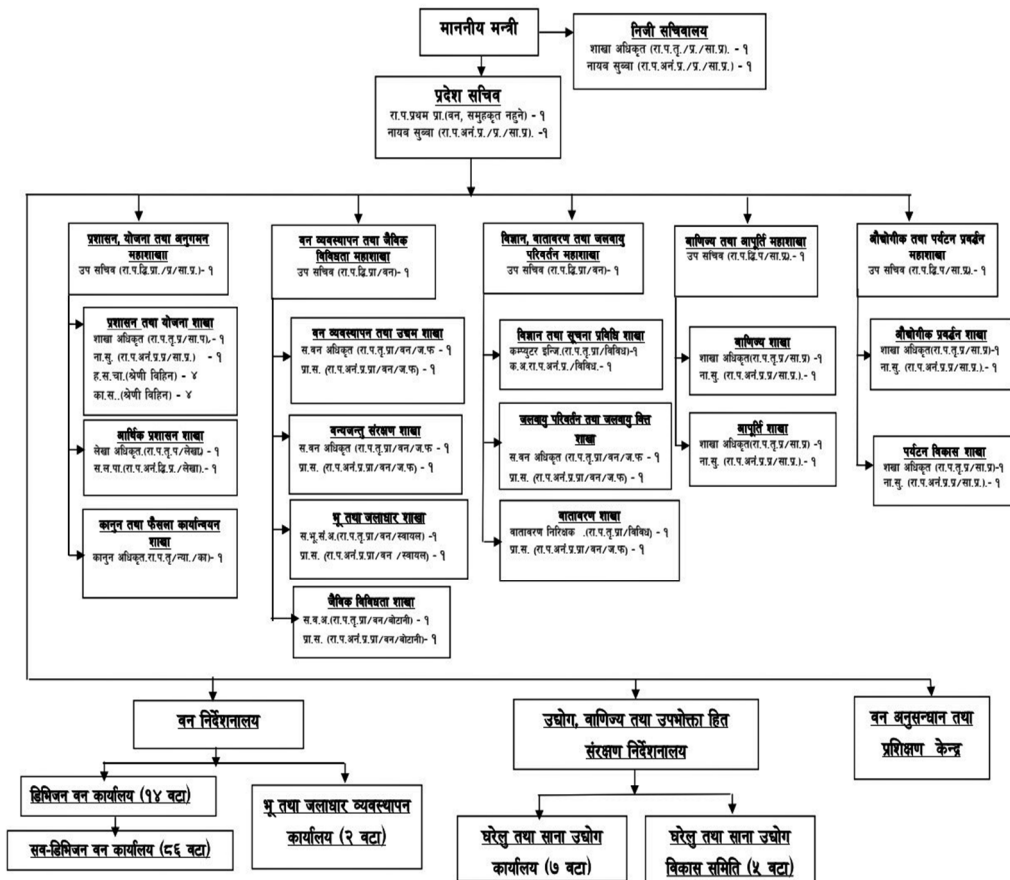 माननीय मन्त्री
निजी सचिवालय
शाखा अधिकृत (रा.प.तृ./प्र./सा.प्र). - १
नायव सुव्वा (रा.प.अनं.प्र./प्र./सा.प्र.) - १
प्रदेश सचिव
रा.प.प्रथम प्रा.(वन, समुहकृत नहुने) - १
नायव सुव्वा (रा.प.अनं.प्र./प्र./सा.प्र). -१
प्रशासन, योजना तथा अनुगमन
महाशाखाा
उप सचिव (रा.प.द्वि.प्रा./प्र/सा.प्र.)- १
प्रशासन तथा योजना शाखा
शाखा अधिकृत (रा.प.तृ.प्र/सा.प).- १
ना.सु. (रा.प.अनं.प्र.प्र/सा.प्र.) - १
ह.स.चा.(श्रेणी विहिन) - ४
का.स..(श्रेणी विहिन) - ४
आर्थिक प्रशासन शाखा
लेखा अधिकृत.(रा.प.तृ.प/लेखा).- १
स.ले.पा.(रा.प.अनं.द्वि.प्र./लेखा).- १
कानुन तथा फैसला कार्यान्वयन
शाखा
कानुन अधिकृत.रा.प.तृ/न्या./का)- १
वन व्यवस्थापन तथा जैविक
विविधता महाशाखा
उप सचिव (रा.प.द्वि.प्रा/वन)- १
वन व्यवस्थापन तथा उद्यम शाखा
स.वन अधिकृत (रा.प.तृ.प्रा/वन/ज.फ - १
प्रा.स. (रा.प.अनं.प्र.प्रा/वन/ज.फ) - १
वन्यजन्तु संरक्षण शाखा
स.वन अधिकृत (रा.प.तृ.प्रा/वन/ज.फ - १
प्रा.स. (रा.प.अनं.प्र.प्रा/वन/ज.फ) - १
भू तथा जलाधार शाखा
स.भू.सं.अ.(रा.प.तृ.प्रा/वन/स्वायल) -१
प्रा.स. (रा.प.अनं.प्र.प्रा/वन /स्वायल) - १
जैविक विविधता शाखा
स.व.अ.(रा.प.तृ.प्रा/वन/बोटानी) - १
प्रा.स. (रा.प.अनं.प्र.प्रा/वन/बोटानी) - १
विज्ञान, वातावरण तथा जलवायु
परिवर्तन महाशाखा
उप सचिव (रा.प.द्वि.प्रा/वन)- १
विज्ञान तथा सूचना प्रविधि शाखा
कम्प्युटर इन्जि.(रा.प.तृ.प्रा/विविध)-१
क.अ.रा.प.अनं.प्र./विविध.- १
जलवायु परिवर्तन तथा जलवायु वित्त
शाखा
स.वन अधिकृत (रा.प.तृ.प्रा/वन/ज.फ - १
प्रा.स. (रा.प.अनं.प्र.प्रा/वन/ज.फ) - १
वातावरण शाखा
वातावरण निरिक्षक .(रा.प.तृ.प्रा/विविध) - १
प्रा.स. (रा.प.अनं.प्र.प्रा/वन/ज.फ) - १
वाणिज्य तथा आपूर्ति महाशाखा
उप सचिव (रा.प.द्वि.प/सा.प्र).- १
वाणिज्य शाखा
शाखा अधिकृत(रा.प.तृ.प्र/सा.प्र) -१
ना.सु. (रा.प.अनं.प्र.प्र/सा.प्र.).- १
आपूर्ति शाखा
शाखा अधिकृत(रा.प.तृ.प्र/सा.प्र) -१
ना.सु. (रा.प.अनं.प्र.प्र/सा.प्र.).- १
औद्योगीक तथा पर्यटन प्रवर्द्धन
महाशाखा
उप सचिव (रा.प.द्वि.प/सा.प्र).- १
औद्योगीक प्रवर्द्धन शाखा
शाखा अधिकृत(रा.प.तृ.प्र/सा.प्र)-१
ना.सु. (रा.प.अनं.प्र.प्र/सा.प्र.).- १
पर्यटन विकास शाखा
शखा अधिकृत(रा.प.तृ.प्र/सा.प्र)-१
ना.सु. (रा.प.अनं.प्र.प्र/सा.प्र.).- १
वन निर्देशनालय
डिभिजन वन कार्यालय (१४ वटा)
सव-डिभिजन वन कार्यालय (८६ वटा)
भू तथा जलाधार व्यवस्थापन
कार्यालय (२ वटा)
उद्योग, वाणिज्य तथा उपभोक्ता हित
संरक्षण निर्देशनालय
घरेलु तथा साना उद्योग
कार्यालय (७ वटा)
घरेलु तथा साना उद्योग
विकास समिति (५ वटा)
वन अनुसन्धान तथा
प्रशिक्षण केन्द्र